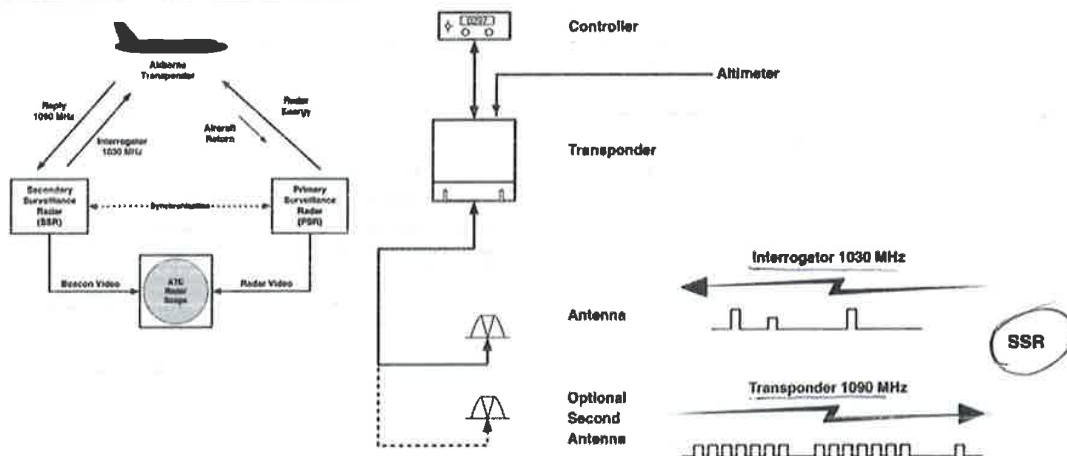 Airborne
Transponder
Reply
1090 MHz
Interrogator
1030 MHz
Radar
Energy
Aircraft
Return
Secondary
Surveillance
Radar
(SSR)
Synchronization
Primary
Surveillance
Radar
(PSR)
Beacon Video
ATC
Radar
Scope
Radar Video
Controller
Altimeter
Transponder
Antenna
Optional
Second
Antenna
Interrogator 1030 MHz
SSR
Transponder 1090 MHz